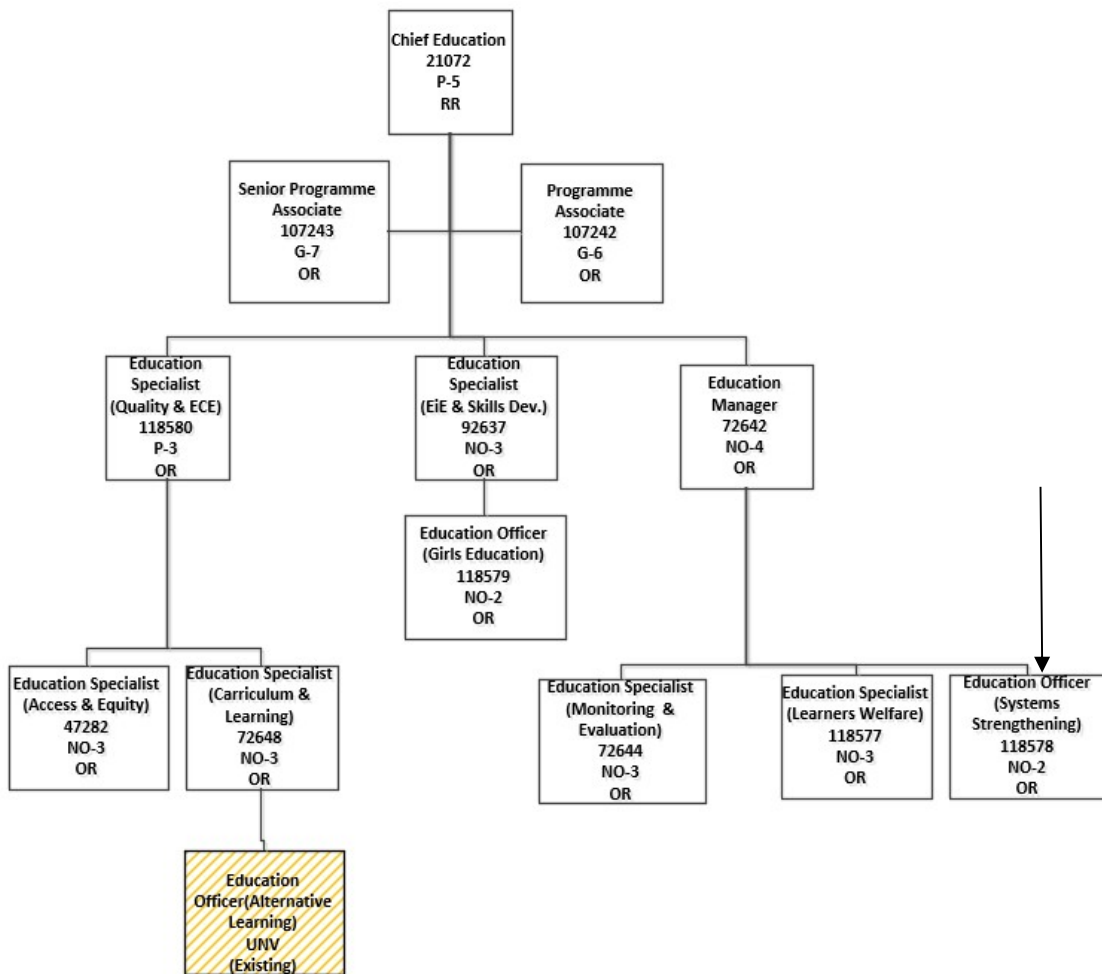 Chief Education
21072
P-5
RR
Senior Programme
Associate
107243
G-7
OR
Programme
Associate
107242
G-6
OR
Education
Specialist
(Quality & ECE)
118580
P-3
OR
Education
Specialist
(EiE & Skills Dev.)
92637
NO-3
OR
Education
Manager
72642
NO-4
OR
Education Officer
(Girls Education)
118579
NO-2
OR
Education Specialist
(Access & Equity)
47282
NO-3
OR
Education Specialist
(Carriculum &
Learning)
72648
NO-3
OR
Education Specialist
(Monitoring &
Evaluation)
72644
NO-3
OR
Education Specialist
(Learners Welfare)
118577
NO-3
OR
Education Officer
(Systems
Strengthening)
118578
NO-2
OR
Education
Officer(Alternative
Learning)
UNV
(Existing)